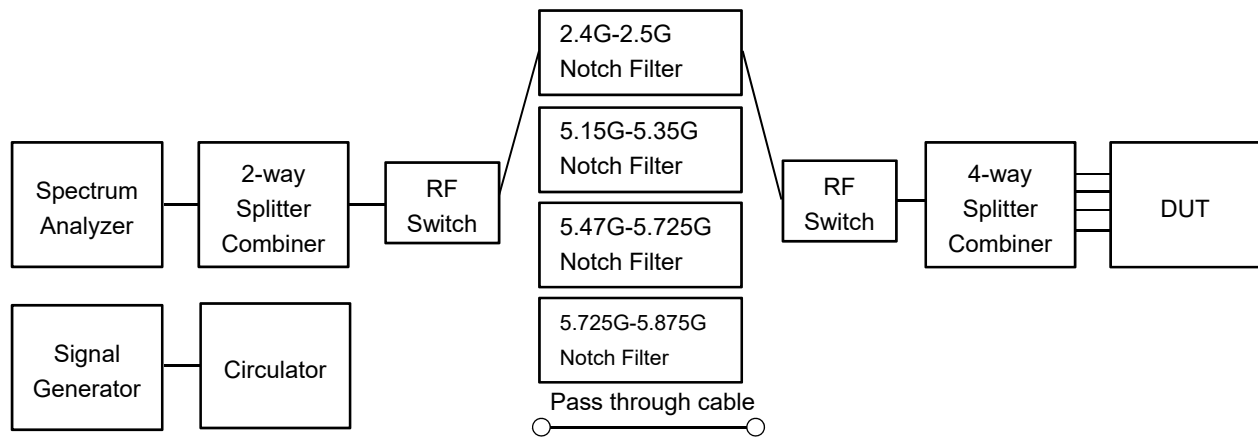 2.4G-2.5G
Notch Filter
5.15G-5.35G
Notch Filter
Spectrum
Analyzer
2-way
Splitter
Combiner
RF
Switch
RF
Switch
4-way
Splitter
Combiner
DUT
5.47G-5.725G
Notch Filter
Signal
Generator
Circulator
5.725G-5.875G
Notch Filter
Pass through cable